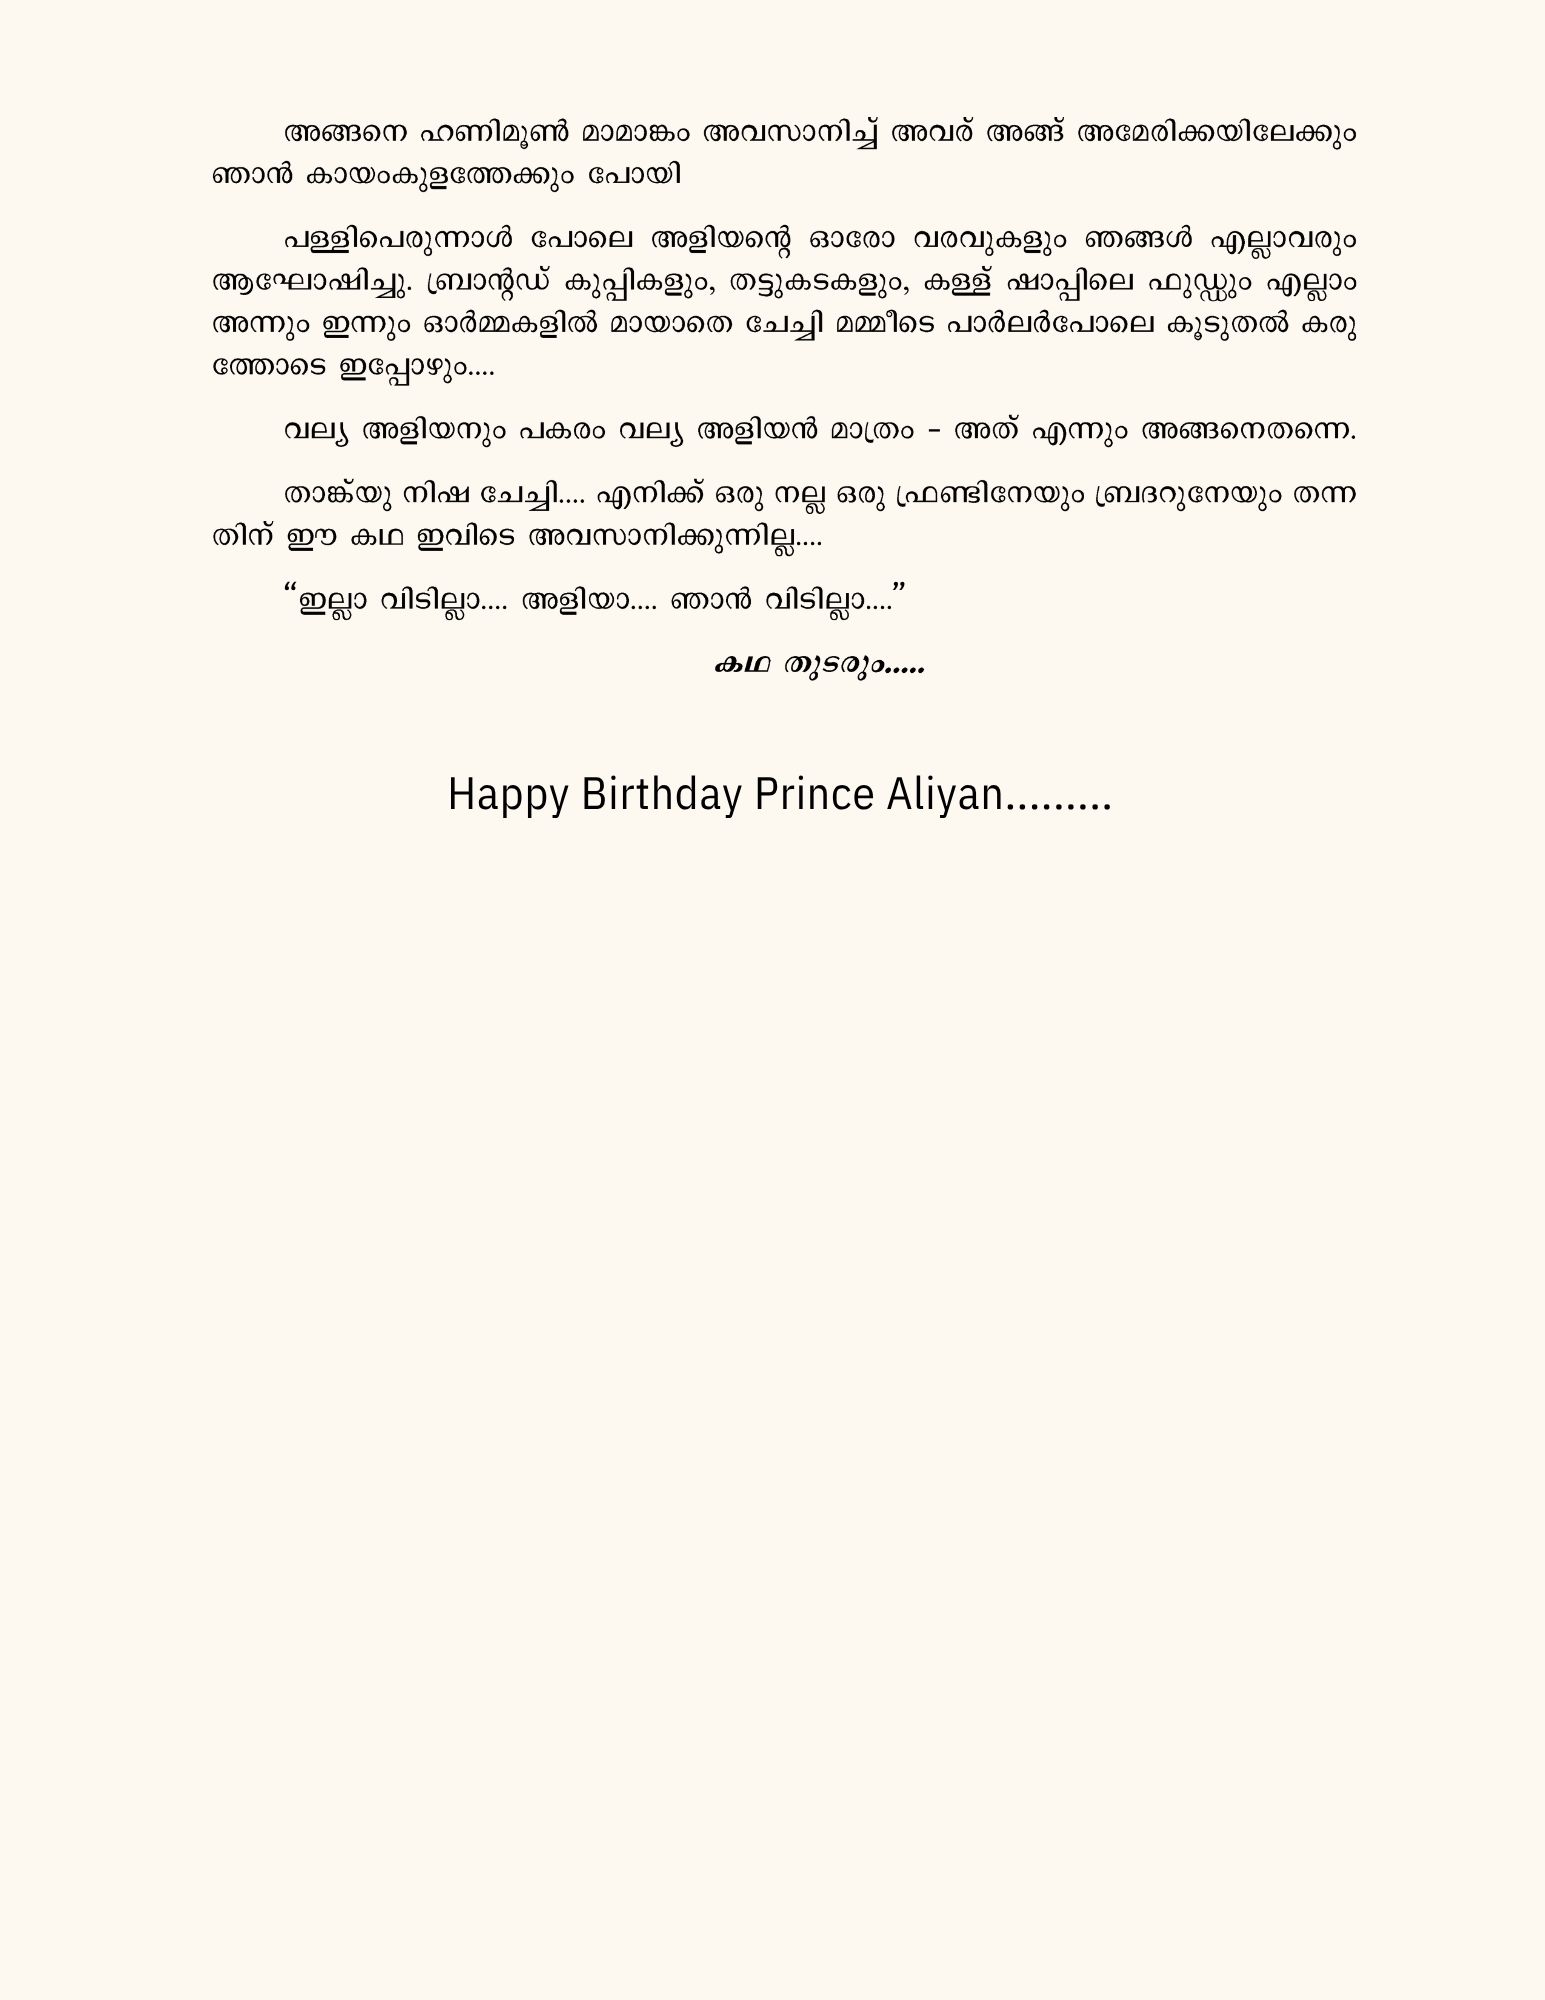 അങ്ങനെ ഹണിമൂൺ മാമാങ്കം അവസാനിച്ച് അവര് അങ്ങ് അമേരിക്കയിലേക്കും
ഞാൻ കായംകുളത്തേക്കും പോയി
പള്ളിപെരുന്നാൾ പോലെ അളിയന്റെ ഓരോ വരവുകളും ഞങ്ങൾ എല്ലാവരും
ആഘോഷിച്ചു. ബ്രാന്റഡ് കുപ്പികളും, തട്ടുകടകളും, കള്ള് ഷാപ്പിലെ ഫുഡ്ഡും എല്ലാം
അന്നും ഇന്നും ഓർമ്മകളിൽ മായാതെ ചേച്ചി മമ്മീടെ പാർലർപോലെ കൂടുതൽ കരു
ത്തോടെ ഇപ്പോഴും....
വല്യ അളിയനും പകരം വല്യ അളിയൻ മാത്രം – അത് എന്നും അങ്ങനെതന്നെ.
താങ്ക്യു നിഷ ചേച്ചി.... എനിക്ക് ഒരു നല്ല ഒരു ഫ്രണ്ടിനേയും ബ്രദറുനേയും തന്ന
തിന് ഈ കഥ ഇവിടെ അവസാനിക്കുന്നില്ല....
“ഇല്ലാ വിടില്ലാ.... അളിയാ.... ഞാൻ വിടില്ലാ....”
കഥ തുടരും.....
Happy Birthday Prince Aliyan.........